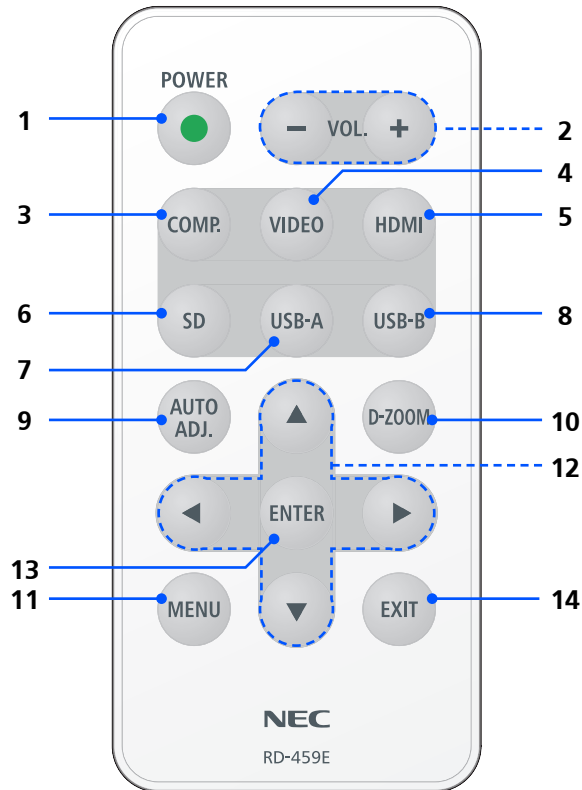 POWER
1
− VOL. +
2
4
3
COMP.
VIDEO
HDMI
5
6
SD
USB-A
USB-B
8
7
9
AUTO
ADJ.
D-ZOOM
10
12
ENTER
13
11
MENU
EXIT
14
NEC
RD-459E